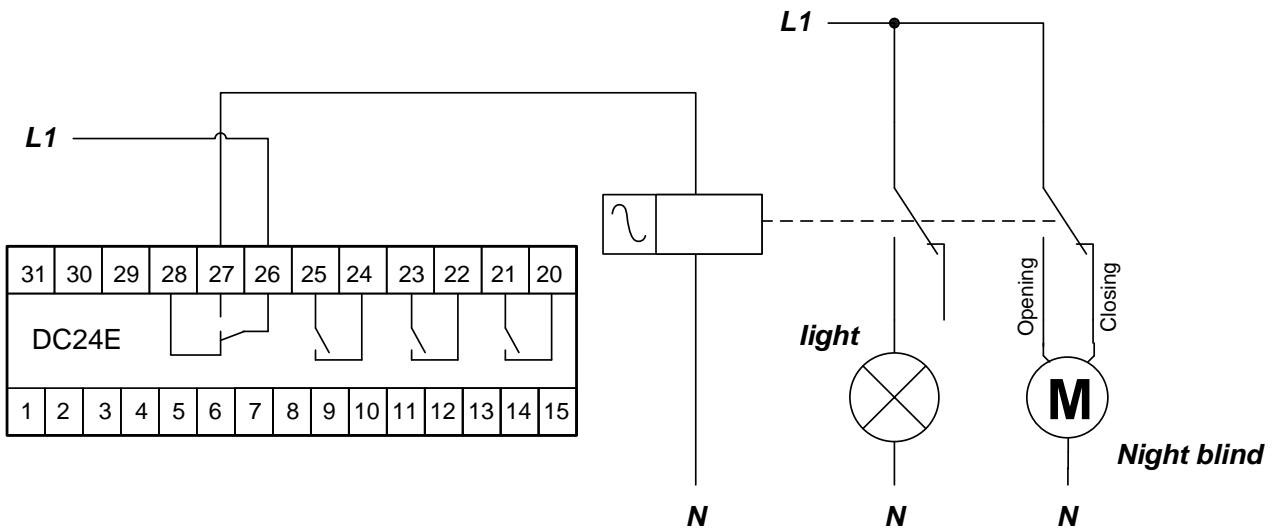 L1
L1
31 30 29 28 27 26 25 24 23 22 21 20
Opening
Closing
DC24E
light
M
1 2 3 4 5 6 7 8 9 10 11 12 13 14 15
Night blind
N N N